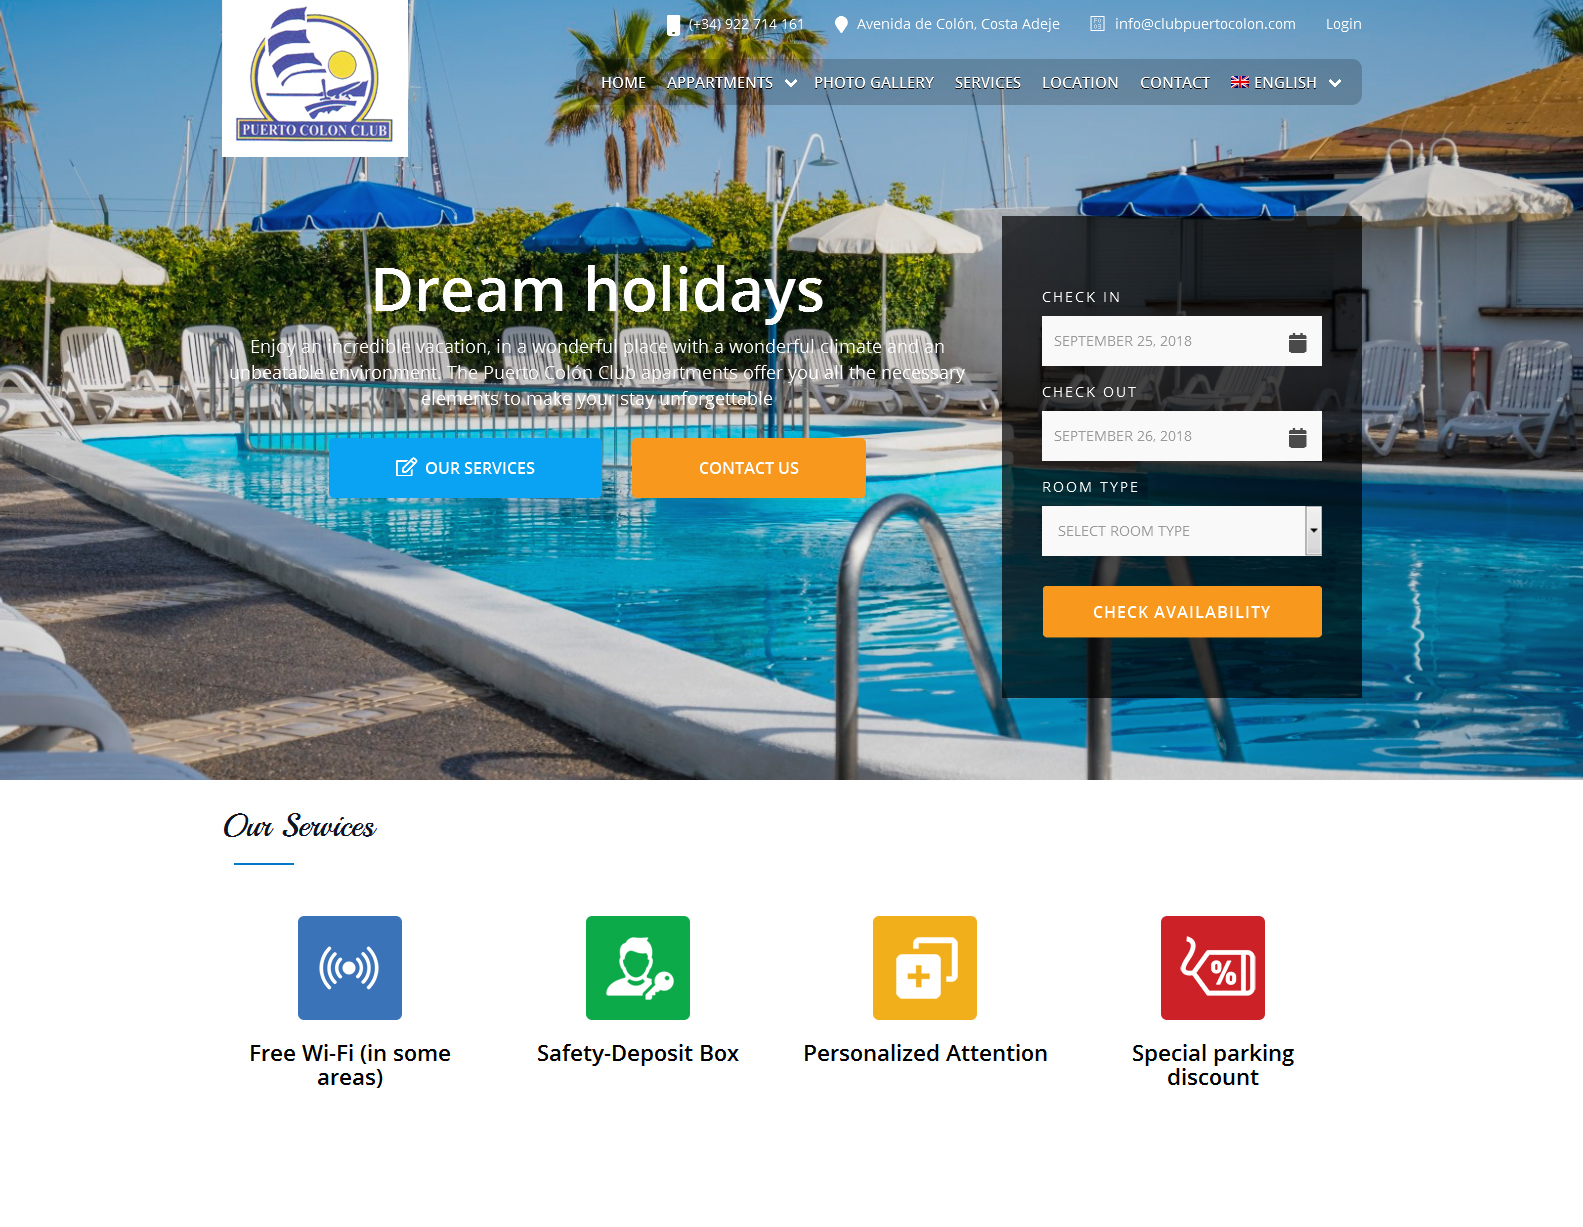 PUERTO COLON CLUB
(+34) 922 714 161
Avenida de Colón, Costa Adeje
info@clubpuertocolon.com
Login
HOME
APPARTMENTS
PHOTO GALLERY
SERVICES
LOCATION
CONTACT
ENGLISH
Dream holidays
Enjoy an incredible vacation, in a wonderful place with a wonderful climate and an
unbeatable environment. The Puerto Colón Club apartments offer you all the necessary
elements to make your stay unforgettable
OUR SERVICES
CONTACT US
CHECK IN
SEPTEMBER 25, 2018
CHECK OUT
SEPTEMBER 26, 2018
ROOM TYPE
SELECT ROOM TYPE
CHECK AVAILABILITY
Our Services
Free Wi-Fi (in some
areas)
Safety-Deposit Box
Personalized Attention
%
Special parking
discount